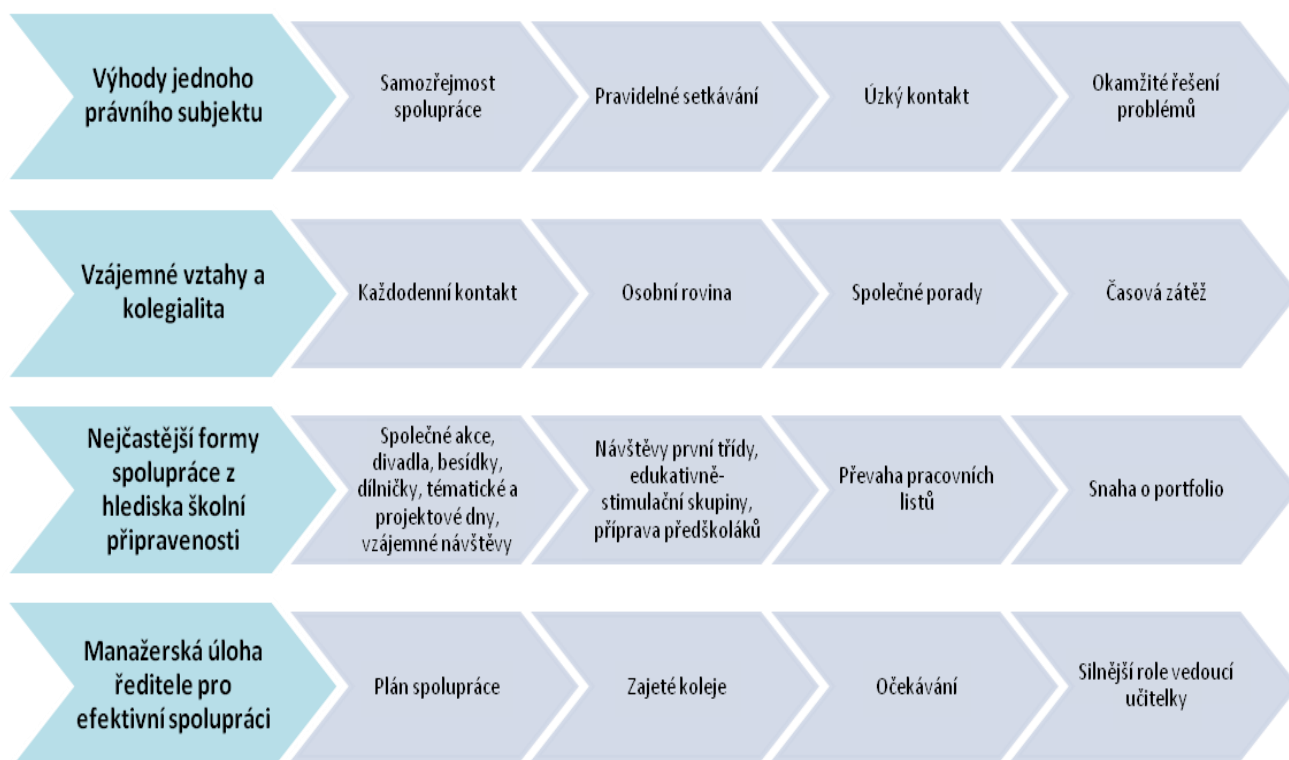 Výhody jednoho
právního subjektu
Samozřejmost
spolupráce
Pravidelné setkávání
Úzký kontakt
Okamžité řešení
problémů
Vzájemné vztahy a
kolegialita
Každodenní kontakt
Osobní rovina
Společné porady
Časová zátěž
Nejčastější formy
spolupráce z
hlediska školní
připravenosti
Společné akce,
divadla, besídky,
dílničky, tématické a
projektové dny,
vzájemné návštěvy
Návštěvy první třídy,
edukativně-
stimulační skupiny,
příprava předškoláků
Převaha pracovních
listů
Snaha o portfolio
Manažerská úloha
ředitele pro
efektivní spolupráci
Plán spolupráce
Zajeté koleje
Očekávání
Silnější role vedoucí
učitelky